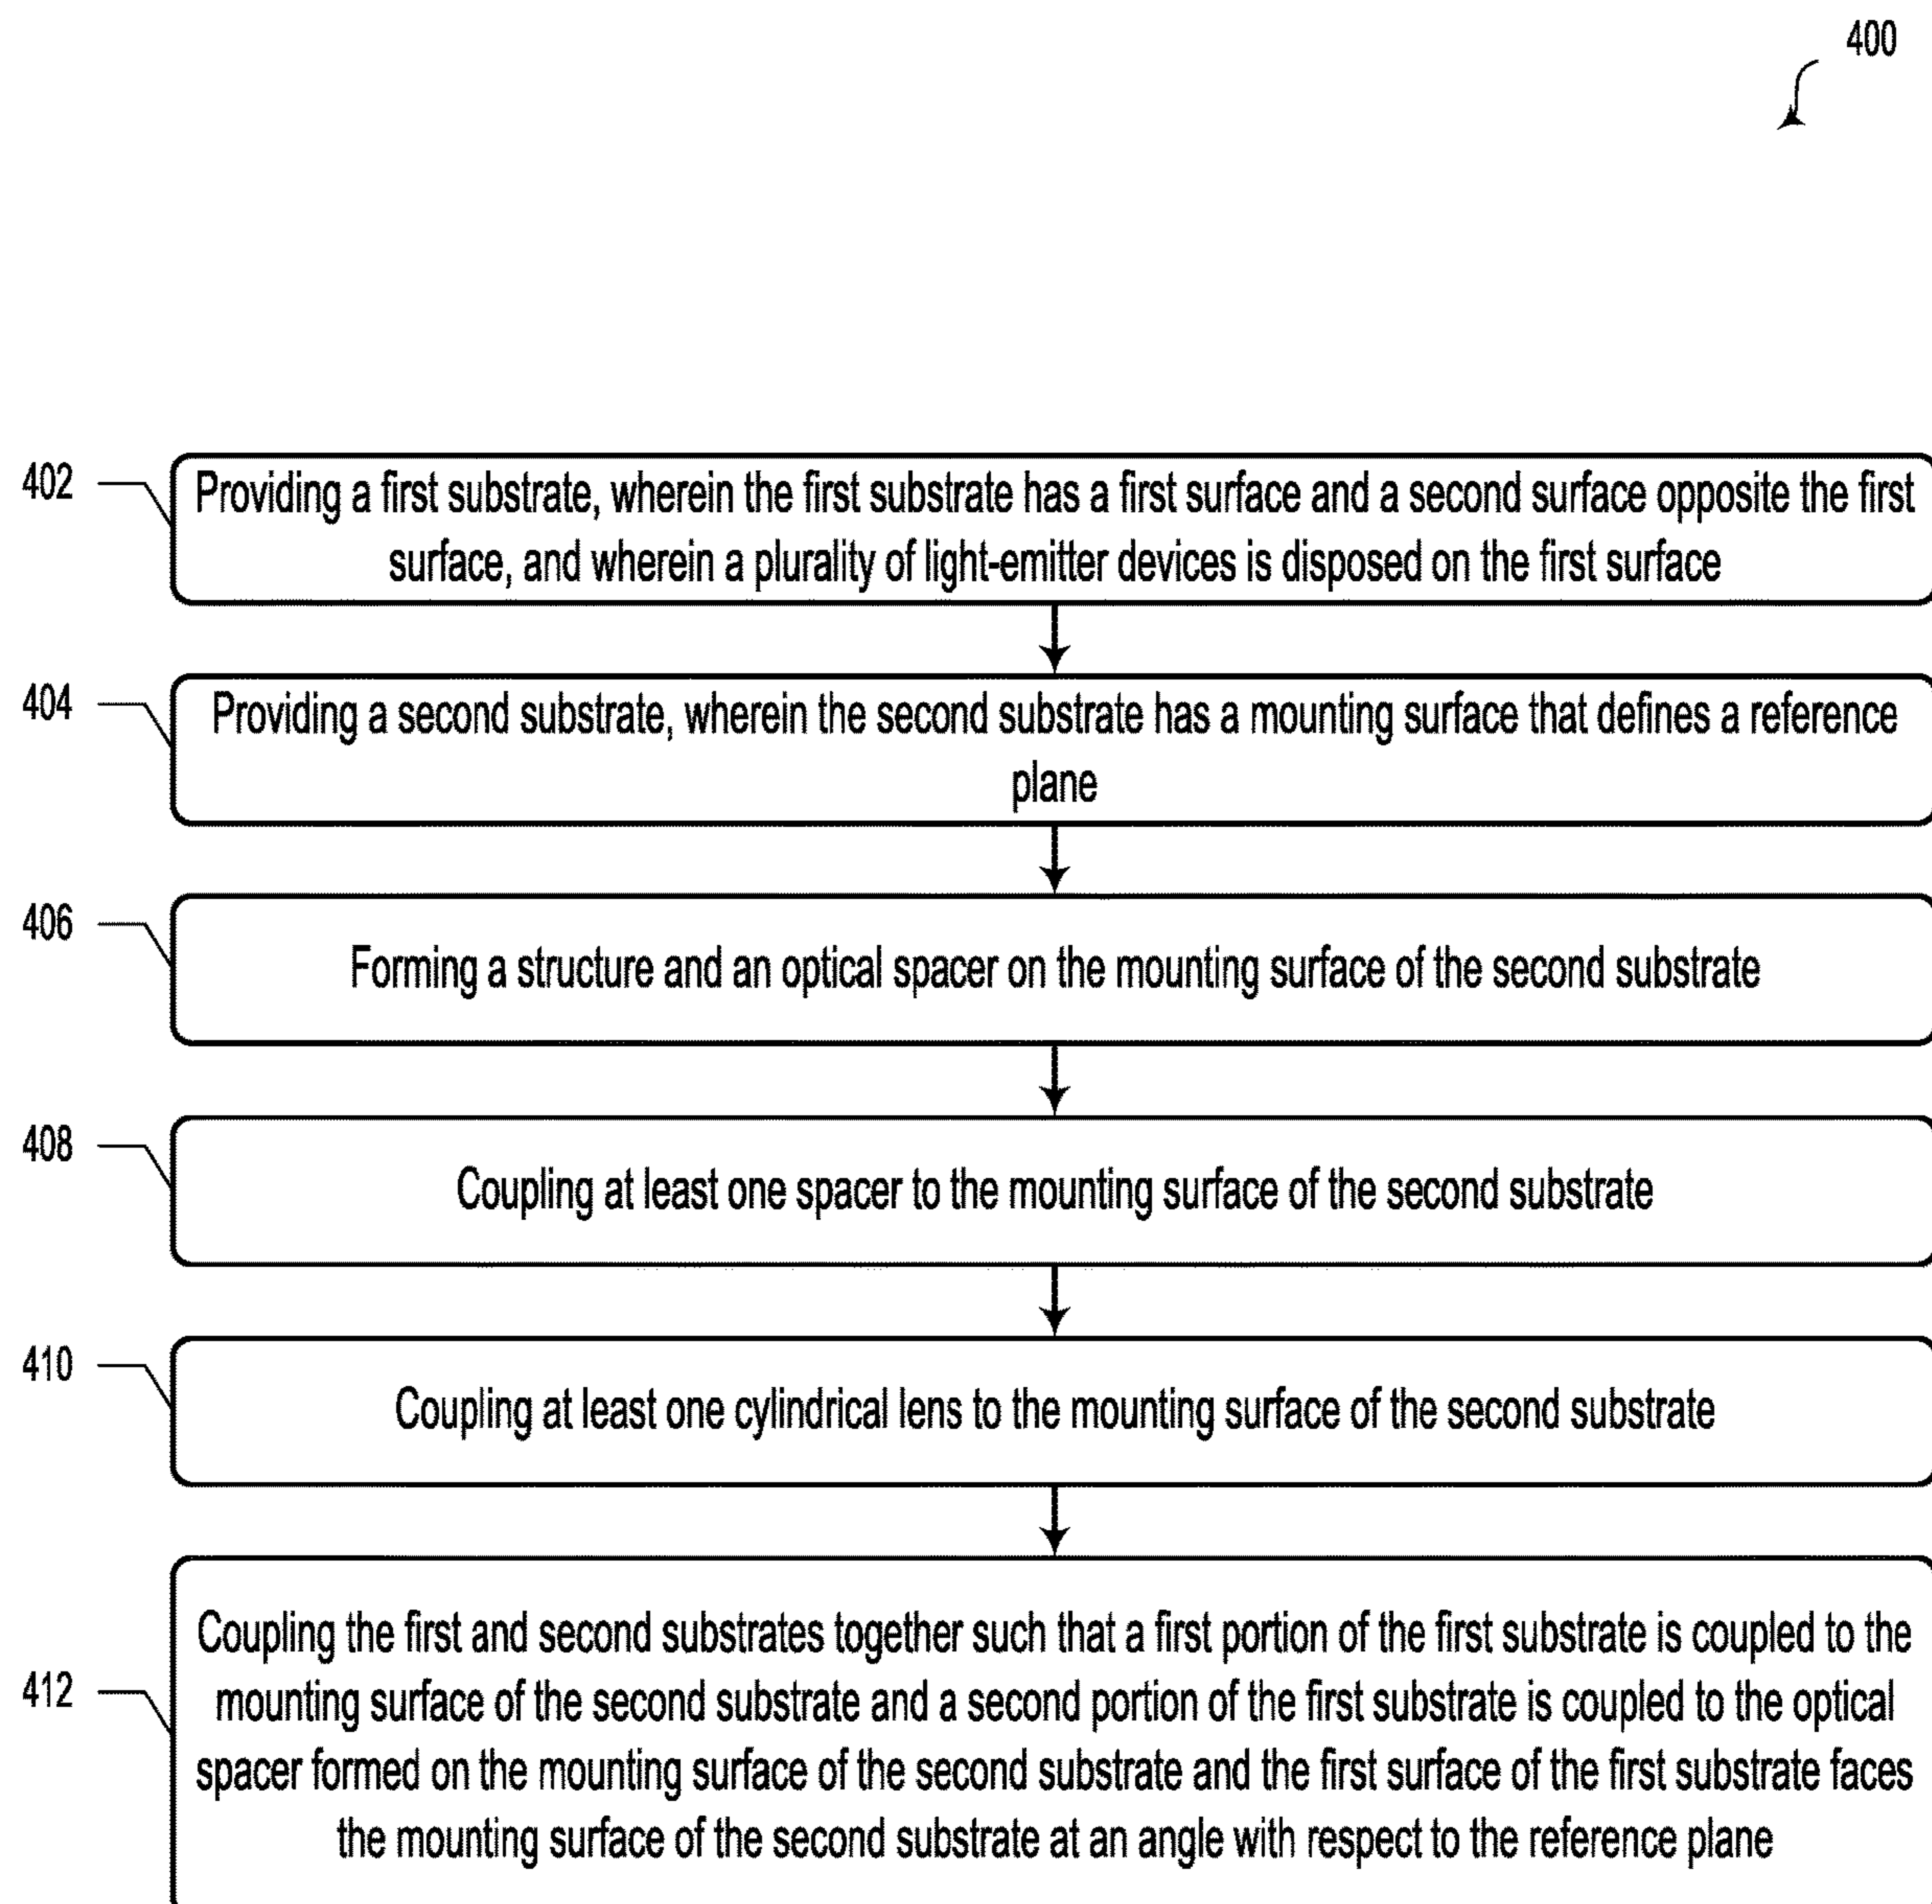 400
402
Providing a first substrate, wherein the first substrate has a first surface and a second surface opposite the first
surface, and wherein a plurality of light-emitter devices is disposed on the first surface
404
Providing a second substrate, wherein the second substrate has a mounting surface that defines a reference
plane
406
Forming a structure and an optical spacer on the mounting surface of the second substrate
408
Coupling at least one spacer to the mounting surface of the second substrate
410
Coupling at least one cylindrical lens to the mounting surface of the second substrate
412
Coupling the first and second substrates together such that a first portion of the first substrate is coupled to the
mounting surface of the second substrate and a second portion of the first substrate is coupled to the optical
spacer formed on the mounting surface of the second substrate and the first surface of the first substrate faces
the mounting surface of the second substrate at an angle with respect to the reference plane